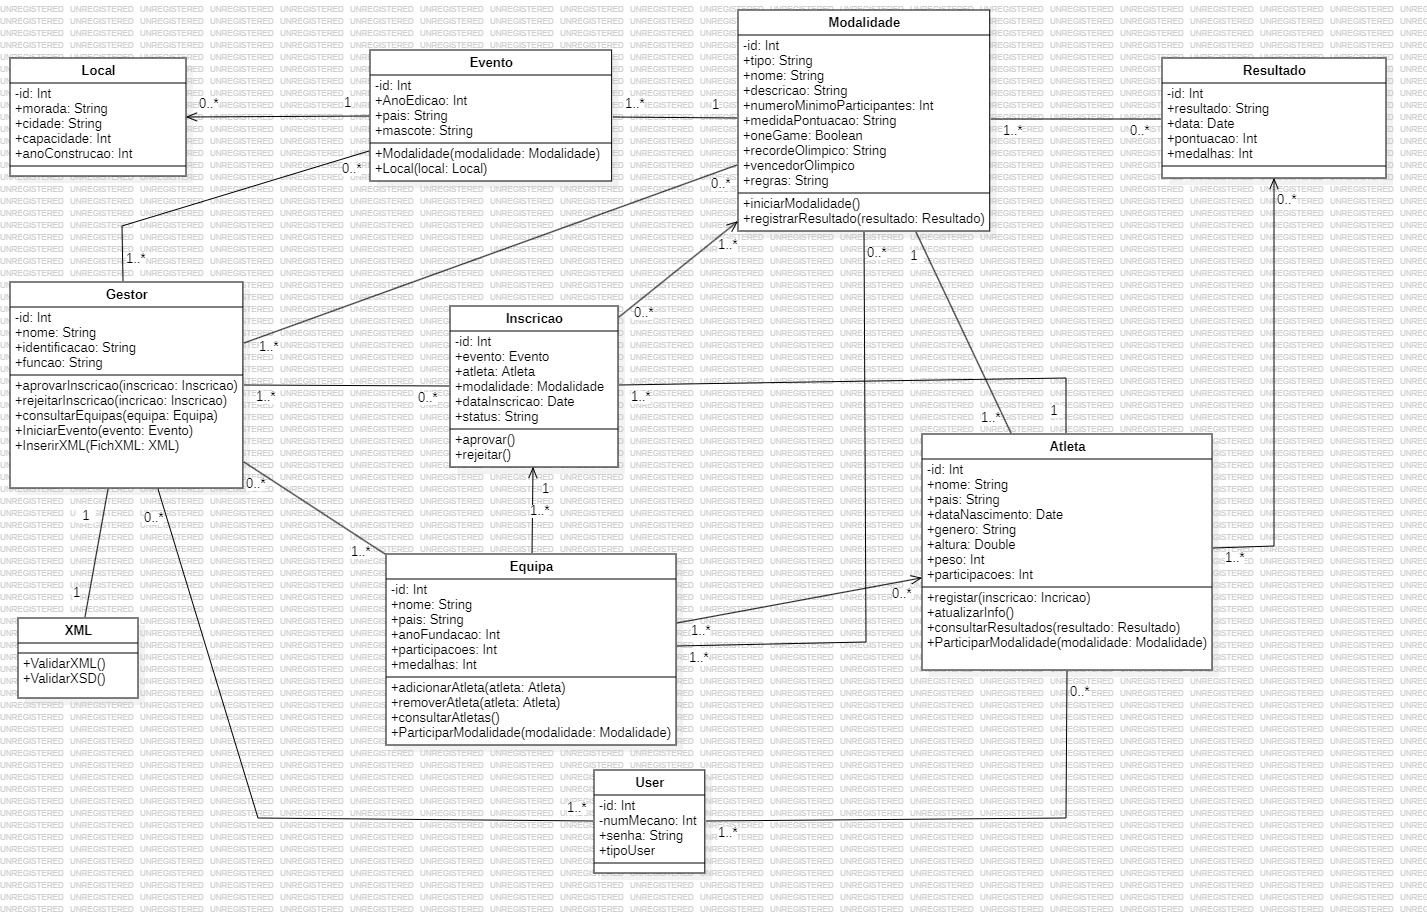 Local
-id: Int
+morada: String
+cidade: String
+capacidade: Int
+anoConstrucao: Int
0..*
1
Evento
-id: Int
+AnoEdicao: Int
+pais: String
+mascote: String
+Modalidade(modalidade: Modalidade)
+Local(local: Local)
0..*
1..*
1..*
1
Modalidade
-id: Int
+tipo: String
+nome: String
+descricao: String
+numeroMinimoParticipantes: Int
+medidaPontuacao: String
+oneGame: Boolean
+recordeOlimpico: String
+vencedorOlimpico
+regras: String
+iniciarModalidade()
+registrarResultado(resultado: Resultado)
0..*
1..*
1..*
0..*
Resultado
-id: Int
+resultado: String
+data: Date
+pontuacao: Int
+medalhas: Int
0..*
0..*
1
Gestor
-id: Int
+nome: String
+identificacao: String
+funcao: String
+aprovarInscricao(inscricao: Inscricao)
+rejeitarInscricao(incricao: Inscricao)
+consultarEquipas(equipa: Equipa)
+IniciarEvento(evento: Evento)
+InserirXML(FichXML: XML)
1..*
1..*
0..*
0..*
Inscricao
-id: Int
+evento: Evento
+atleta: Atleta
+modalidade: Modalidade
+dataInscricao: Date
+status: String
+aprovar()
+rejeitar()
0..*
1..*
1
1..*
1
1..*
Atleta
-id: Int
+nome: String
+pais: String
+dataNascimento: Date
+genero: String
+altura: Double
+peso: Int
+participacoes: Int
+registar(inscricao: Incricao)
+atualizarInfo()
+consultarResultados(resultado: Resultado)
+ParticiparModalidade(modalidade: Modalidade)
1..*
0..*
0..*
1
0..*
1
XML
+ValidarXML()
+ValidarXSD()
1..*
Equipa
-id: Int
+nome: String
+pais: String
+anoFundacao: Int
+participacoes: Int
+medalhas: Int
+adicionarAtleta(atleta: Atleta)
+removerAtleta(atleta: Atleta)
+consultarAtletas()
+ParticiparModalidade(modalidade: Modalidade)
1..*
1..*
User
-id: Int
-numMecano: Int
+senha: String
+tipoUser
1..*
1..*
UNREGISTERED